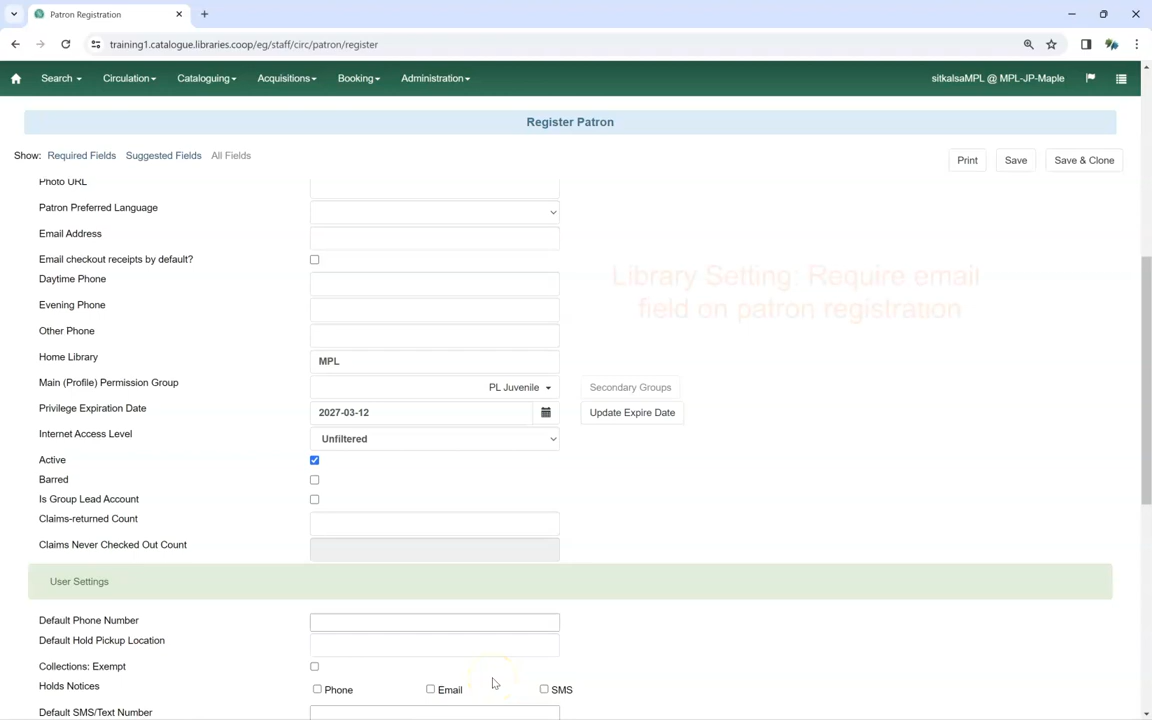 Patron Registration
training1.catalogue.libraries.coop/eg/staff/circ/patron/register
Search Circulation Cataloguing Acquisitions Booking Administration sitkalsaMPL @ MPL-JP-Maple
Register Patron
Show: Required Fields Suggested Fields All Fields Print Save Save & Clone
Photo URL
Patron Preferred Language
Email Address
Email checkout receipts by default?
Daytime Phone
Library Setting: Require email
field on patron registration
Evening Phone
Other Phone
Home Library MPL
Main (Profile) Permission Group PL Juvenile Secondary Groups
Privilege Expiration Date 2027-03-12 Update Expire Date
Internet Access Level Unfiltered
Active
Barred
Is Group Lead Account
Claims-returned Count
Claims Never Checked Out Count
User Settings
Default Phone Number
Default Hold Pickup Location
Collections: Exempt
Holds Notices Phone Email SMS
Default SMS/Text Number